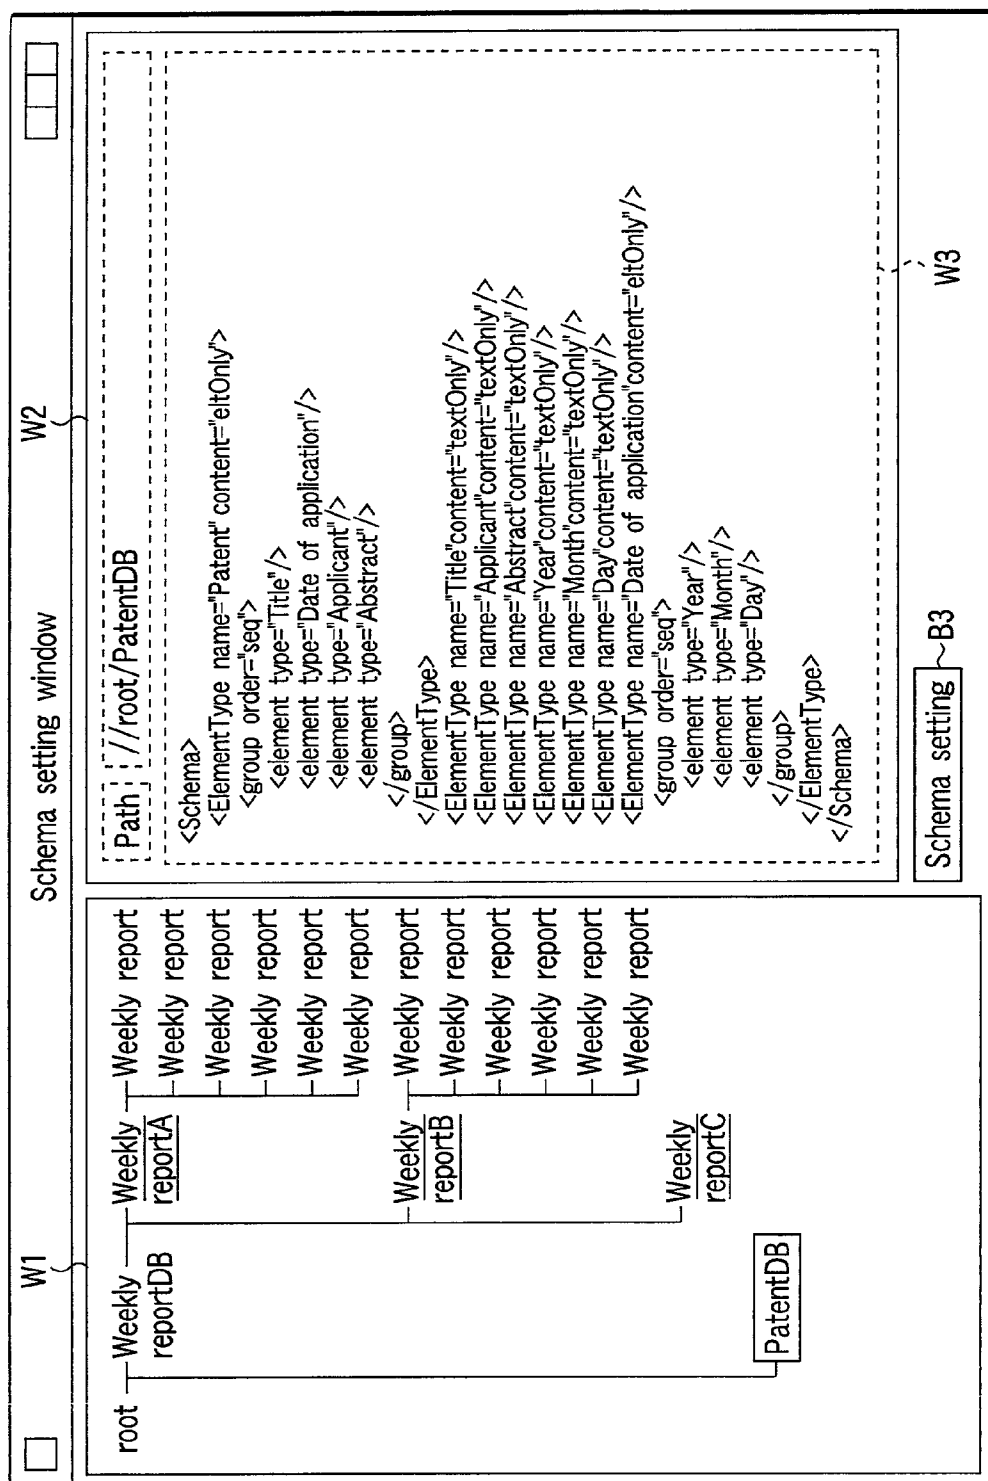 Schema setting window
W1
W2
root
Weekly
reportDB
Weekly
reportA
Weekly report
Weekly report
Weekly report
Weekly report
Weekly report
Weekly report
Weekly
reportB
Weekly report
Weekly report
Weekly report
Weekly report
Weekly report
Weekly report
Weekly
reportC
PatentDB
Path //root/PatentDB
<Schema>
<ElementType name="Patent" content="eltOnly">
<group order="seq">
<element type="Title"/>
<element type="Date of application"/>
<element type="Applicant"/>
<element type="Abstract"/>
</group>
</ElementType>
<ElementType name="Title"content="textOnly"/>
<ElementType name="Applicant"content="textOnly"/>
<ElementType name="Abstract"content="textOnly"/>
<ElementType name="Year"content="textOnly"/>
<ElementType name="Month"content="textOnly"/>
<ElementType name="Day"content="textOnly"/>
<ElementType name="Date of application"content="eltOnly"/>
<group order="seq">
<element type="Year"/>
<element type="Month"/>
<element type="Day"/>
</group>
</ElementType>
</Schema>
Schema setting
B3
W3